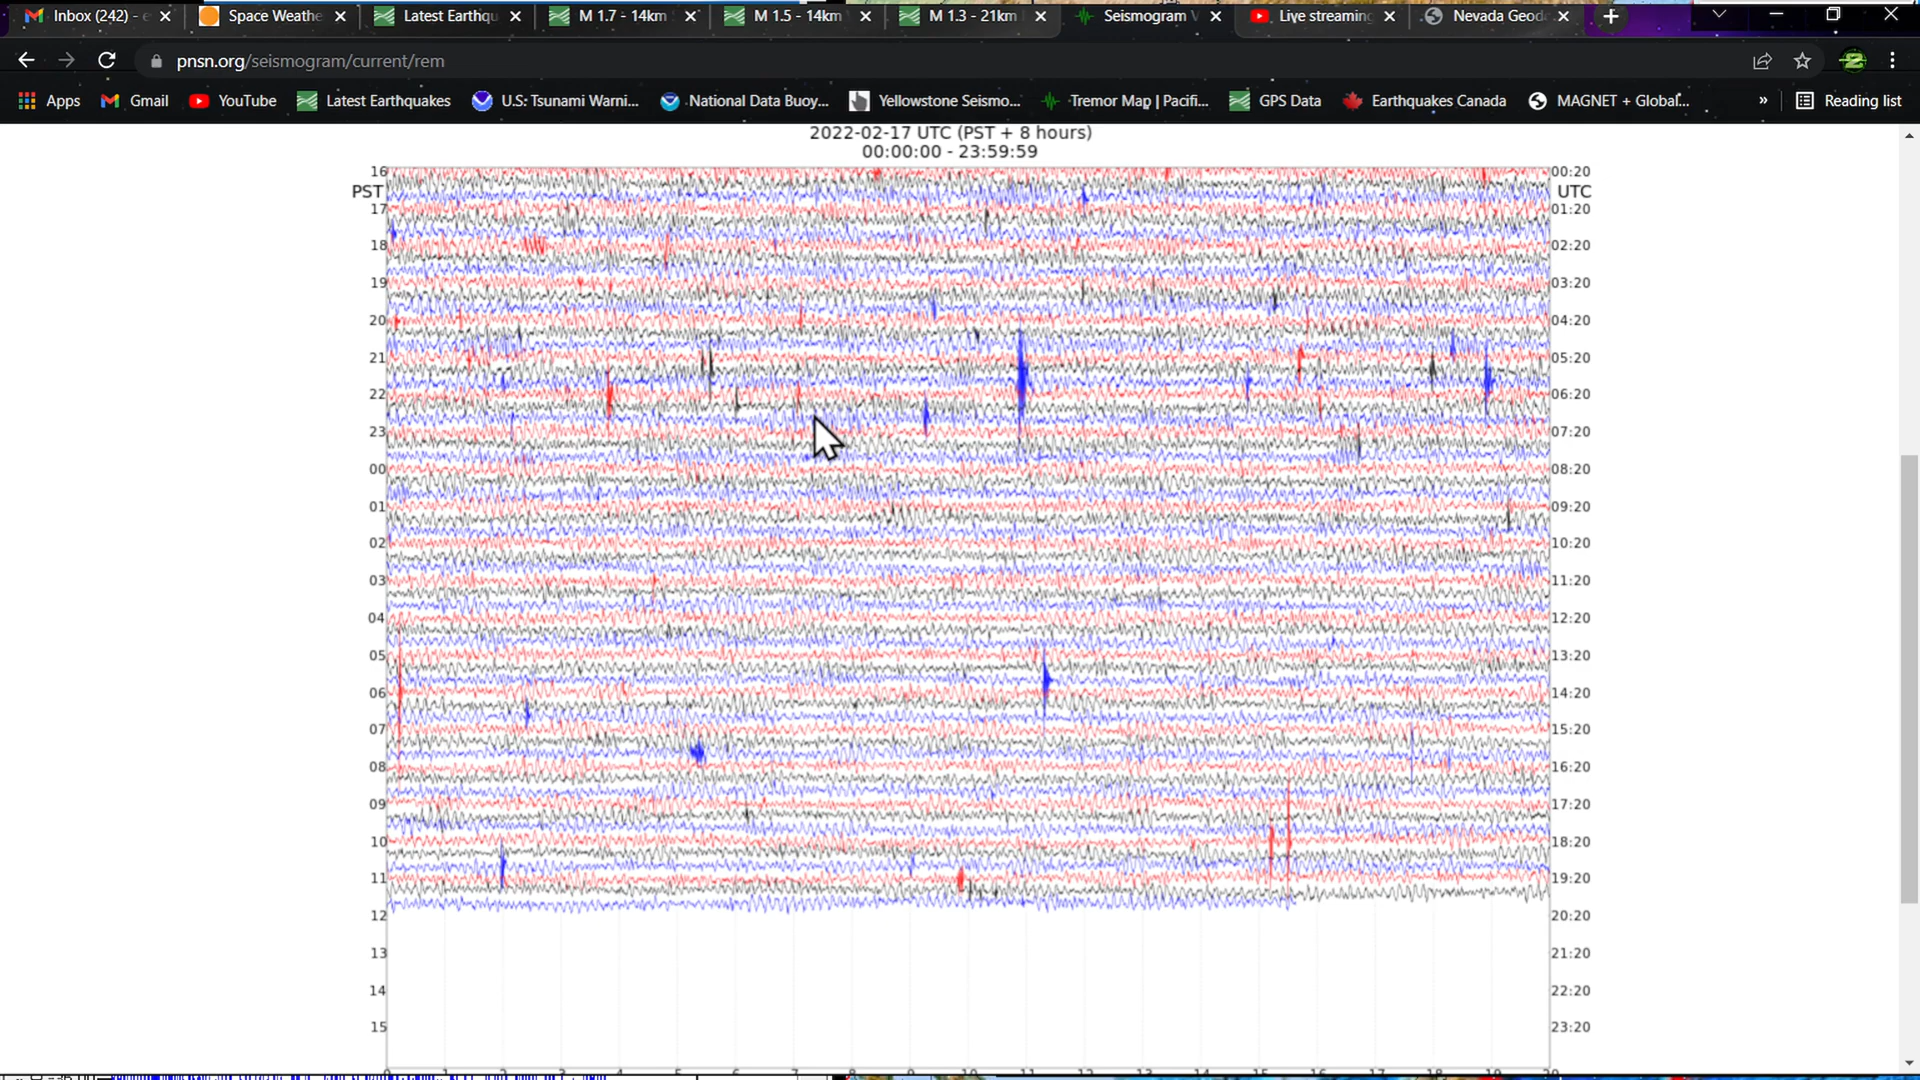 Inbox (242) - e
Space Weathe
Latest Earthqu
M 1.7 - 14km
M 1.5 - 14km
M 1.3 - 21km
Seismogram V
Live streaming
Nevada Geod
pnsn.org/seismogram/current/rem
Apps
Gmail
YouTube
Latest Earthquakes
U.S. Tsunami Warni...
National Data Buoy...
Yellowstone Seismo...
Tremor Map | Pacifi...
GPS Data
Earthquakes Canada
MAGNET + Global...
»
Reading list
2022-02-17 UTC (PST + 8 hours)
00:00:00 - 23:59:59
16 00:20
PST UTC
17 01:20
18 02:20
19 03:20
20 04:20
21 05:20
22 06:20
23 07:20
00 08:20
01 09:20
02 10:20
03 11:20
04 12:20
05 13:20
06 14:20
07 15:20
08 16:20
09 17:20
10 18:20
11 19:20
12 20:20
13 21:20
14 22:20
15 23:20